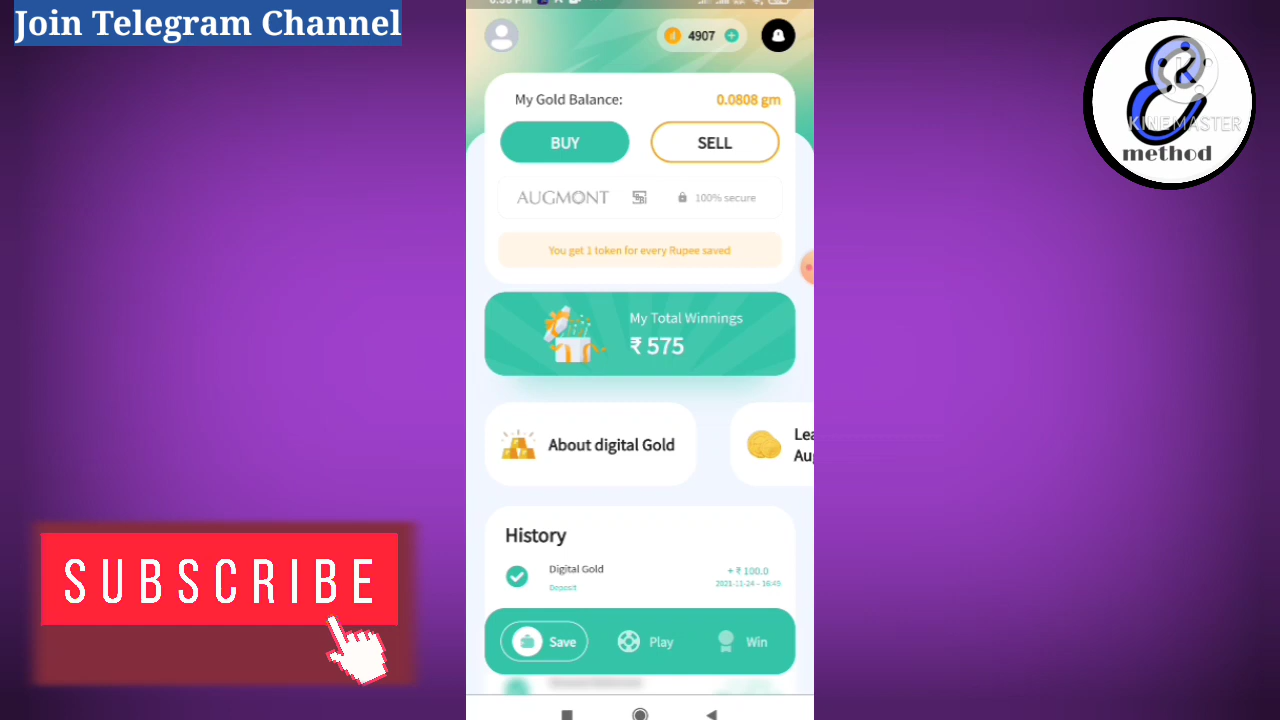 Join Telegram Channel
4907
My Gold Balance:
0.0808 gm
BUY
SELL
AUGMONT
100% secure
You get 1 token for every Rupee saved
My Total Winnings
₹ 575
About digital Gold
Lea
Aug
History
Digital Gold
+ ₹ 100.0
Deposit
2021-11-24 - 16:45
Save
Play
Win
SUBSCRIBE
K
KINEMASTER
method